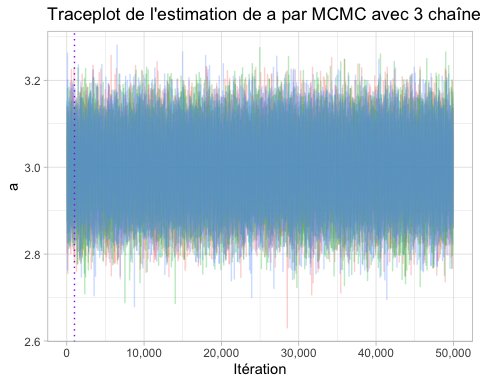 Traceplot de l'estimation de a par MCMC avec 3 chaîne
3.2
3.0
a
2.8
2.6
0 10,000 20,000 30,000 40,000 50,000
Itération